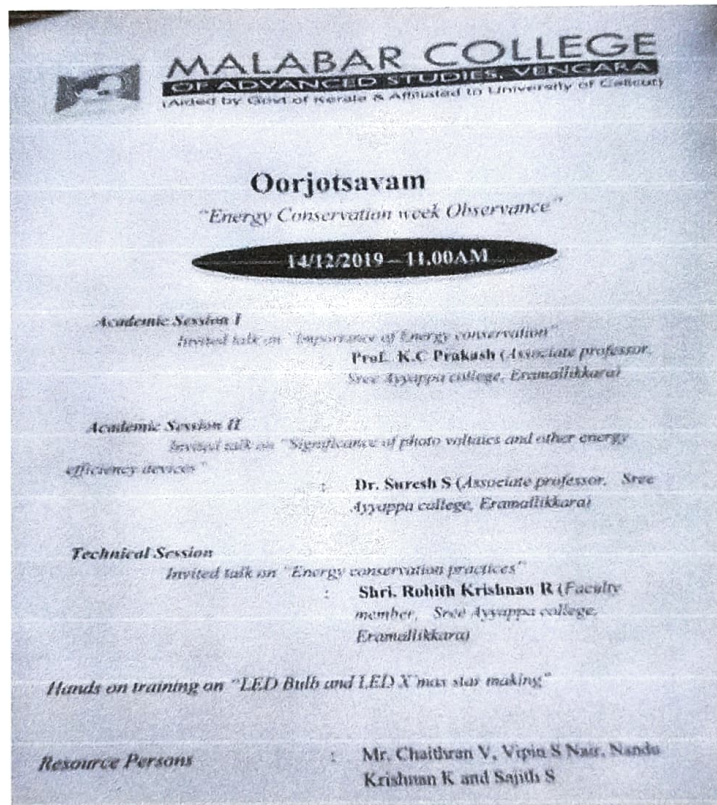 MALABAR COLLEGE
OF ADVANCED STUDIES, VENGARA
(Aided by Govt of Kerala & Affiliated to University of Calicut)
Oorjotsavam
"Energy Conservation week Observance"
14/12/2019 – 11.00AM
Academic Session I
Invited talk on "Importance of Energy conservation"
Prof. K.C Prakash (Associate professor,
Sree Ayyappa college, Eramallikkara)
Academic Session II
Invited talk on "Significance of photo voltaics and other energy
efficiency devices"
: Dr. Suresh S (Associate professor, Sree
Ayyappa college, Eramallikkara)
Technical Session
Invited talk on "Energy conservation practices"
: Shri. Rohith Krishnan R (Faculty
member, Sree Ayyappa college,
Eramallikkara)
Hands on training on "LED Bulb and LED X'mas star making"
Resource Persons : Mr. Chaithran V, Vipin S Nair, Nandu
Krishnan K and Sajith S